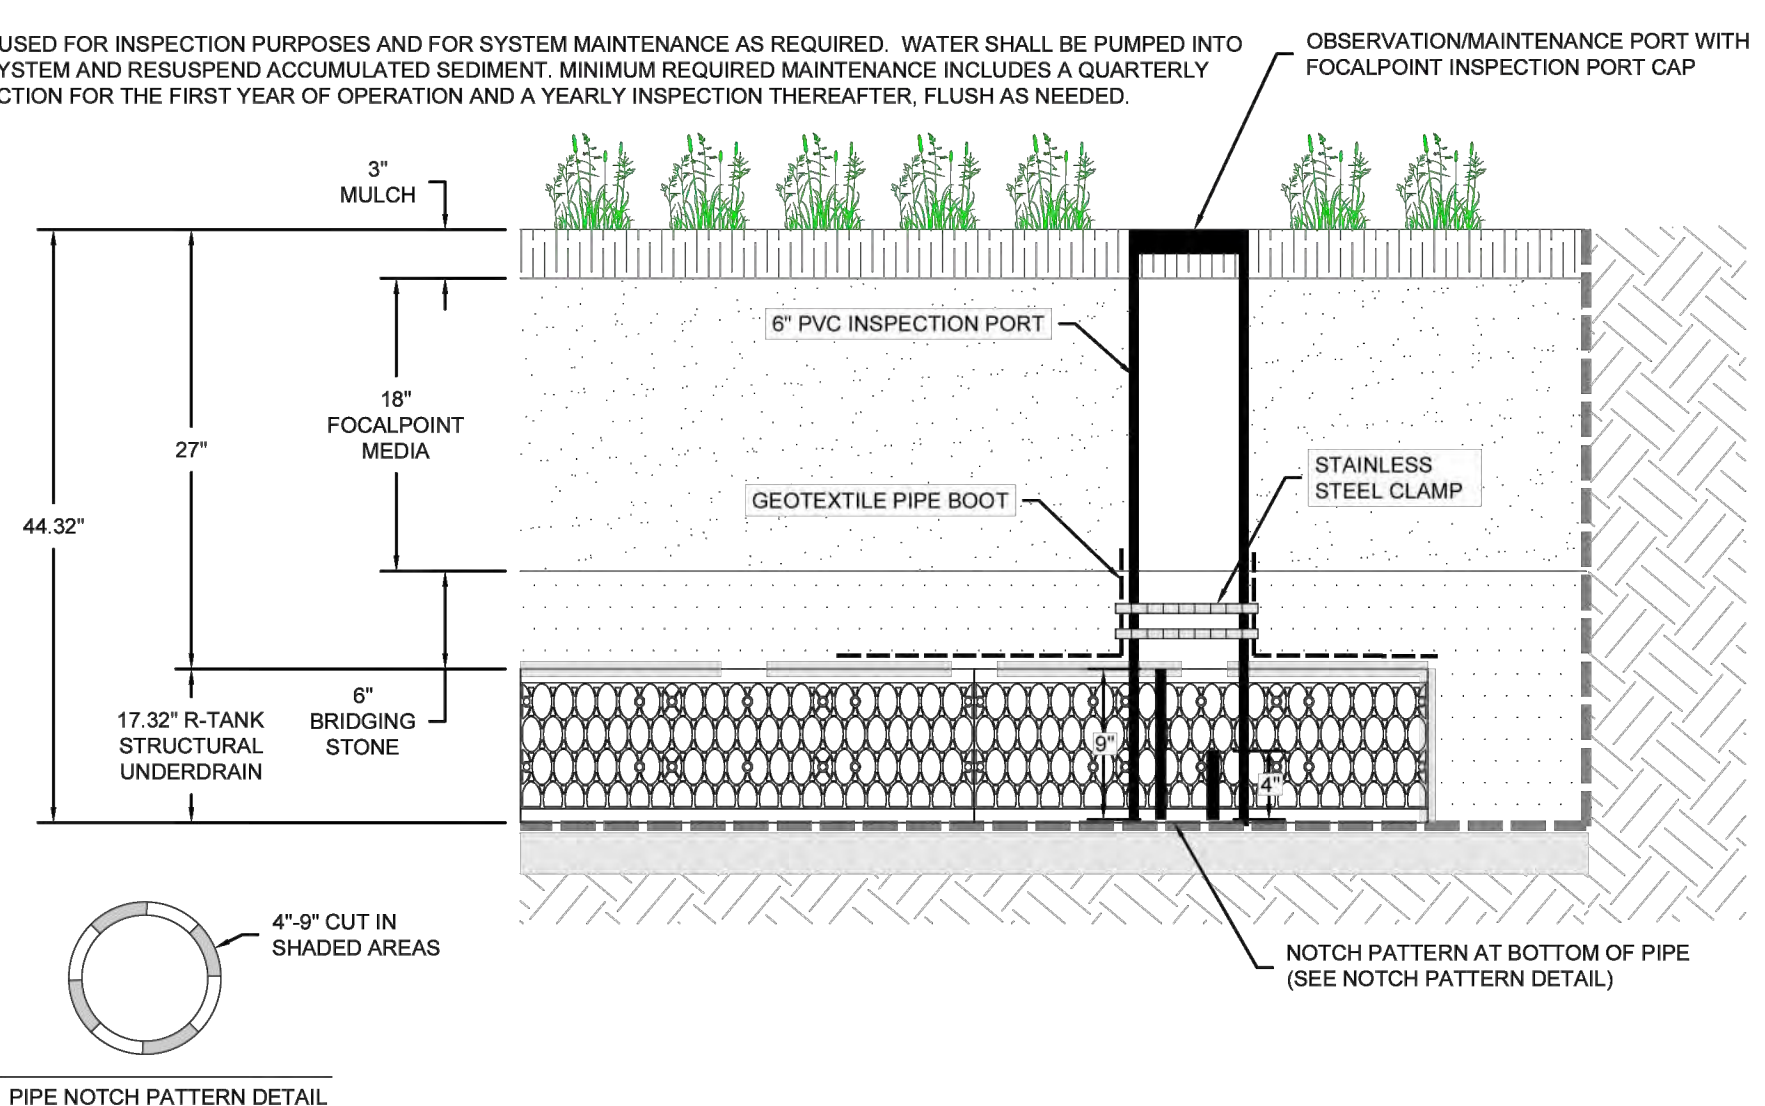 USED FOR INSPECTION PURPOSES AND FOR SYSTEM MAINTENANCE AS REQUIRED. WATER SHALL BE PUMPED INTO
YSTEM AND RESUSPEND ACCUMULATED SEDIMENT. MINIMUM REQUIRED MAINTENANCE INCLUDES A QUARTERLY
CTION FOR THE FIRST YEAR OF OPERATION AND A YEARLY INSPECTION THEREAFTER, FLUSH AS NEEDED.
OBSERVATION/MAINTENANCE PORT WITH
FOCALPOINT INSPECTION PORT CAP
3"
MULCH
6" PVC INSPECTION PORT
18"
FOCALPOINT
MEDIA
27"
STAINLESS
STEEL CLAMP
GEOTEXTILE PIPE BOOT
44.32"
6"
BRIDGING
STONE
17.32" R-TANK
STRUCTURAL
UNDERDRAIN
9"
4"
4"-9" CUT IN
SHADED AREAS
NOTCH PATTERN AT BOTTOM OF PIPE
(SEE NOTCH PATTERN DETAIL)
PIPE NOTCH PATTERN DETAIL